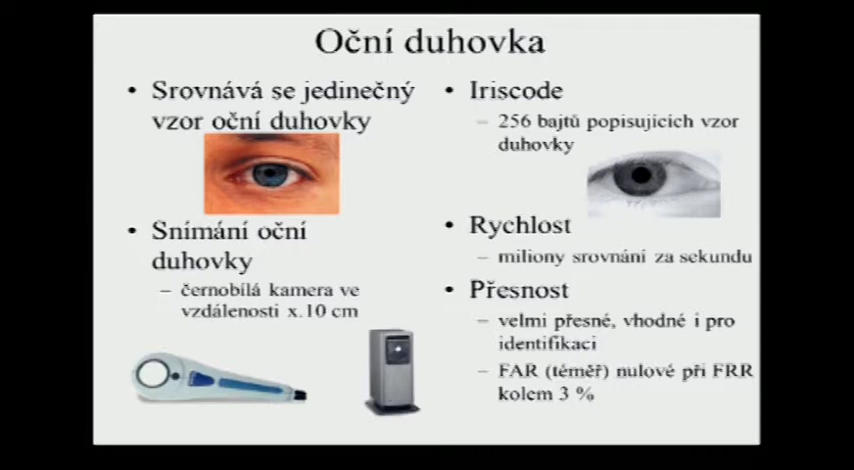 Oční duhovka
• Srovnává se jedinečný
vzor oční duhovky
• Snímání oční
duhovky
– černobílá kamera ve
vzdálenosti x.10 cm
• Iriscode
– 256 bajtů popisujicich vzor
duhovky
• Rychlost
– miliony srovnání za sekundu
• Přesnost
– velmi přesné, vhodné i pro
identifikaci
– FAR (téměř) nulové při FRR
kolem 3 %